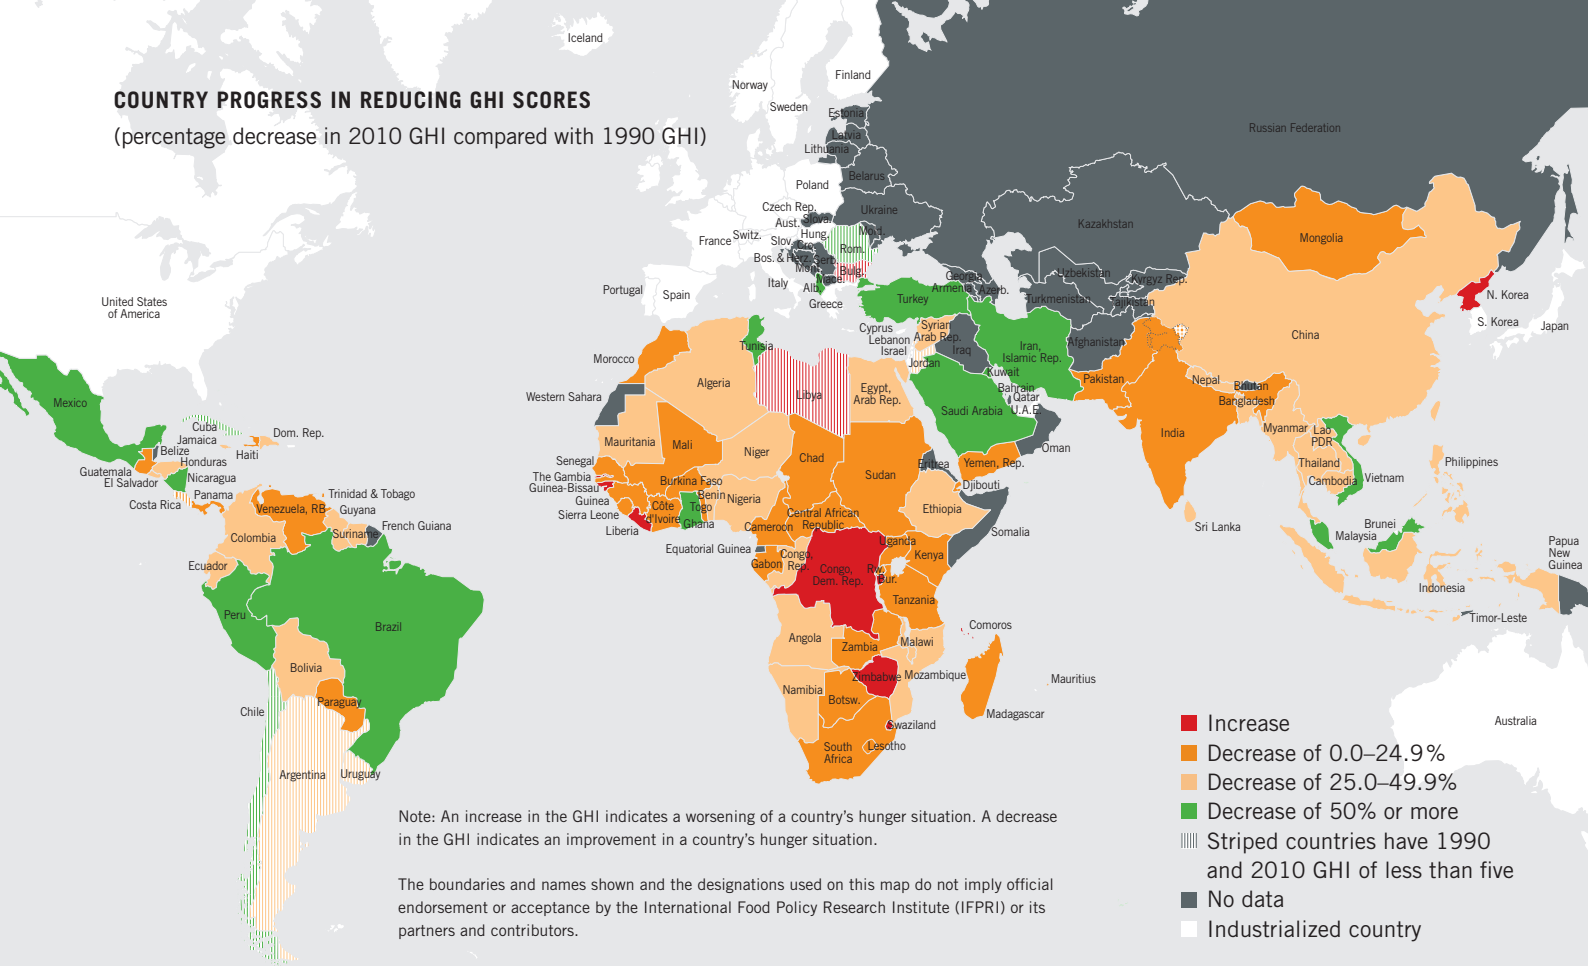 COUNTRY PROGRESS IN REDUCING GHI SCORES
(percentage decrease in 2010 GHI compared with 1990 GHI)
Iceland
Norway
Sweden
Finland
Estonia
Latvia
Lithuania
Belarus
Poland
Russian Federation
Czech Rep.
Slova.
Ukraine
Aust.
Hung.
Mold.
Kazakhstan
Mongolia
France
Switz.
Slov.
Cro.
Rom.
Bos. & Herz.
Serb.
Mont.
Bulg.
Mace.
Italy
Alb.
Greece
Portugal
Spain
Georgia
Armenia
Azerb.
Uzbekistan
Kyrgyz Rep.
Turkmenistan
Tajikistan
N. Korea
S. Korea
Japan
China
United States
of America
Turkey
Cyprus
Lebanon
Israel
Syrian
Arab Rep.
Iraq
Iran,
Islamic Rep.
Afghanistan
Jordan
Kuwait
Bahrain
Qatar
U.A.E.
Saudi Arabia
Oman
Yemen, Rep.
Pakistan
Nepal
Bhutan
Bangladesh
India
Myanmar
Lao
PDR
Thailand
Cambodia
Vietnam
Philippines
Sri Lanka
Brunei
Malaysia
Indonesia
Timor-Leste
Papua
New
Guinea
Australia
Morocco
Tunisia
Algeria
Libya
Egypt,
Arab Rep.
Western Sahara
Mauritania
Mali
Niger
Chad
Sudan
Eritrea
Djibouti
Ethiopia
Somalia
Senegal
The Gambia
Guinea-Bissau
Guinea
Sierra Leone
Liberia
Burkina Faso
Côte
d'Ivoire
Benin
Togo
Ghana
Nigeria
Cameroon
Central African
Republic
Equatorial Guinea
Gabon
Congo,
Rep.
Congo,
Dem. Rep.
Uganda
Kenya
Rw.
Bur.
Tanzania
Angola
Zambia
Malawi
Comoros
Zimbabwe
Mozambique
Mauritius
Madagascar
Namibia
Botsw.
Swaziland
Lesotho
South
Africa
Mexico
Cuba
Jamaica
Belize
Haiti
Dom. Rep.
Honduras
Guatemala
El Salvador
Nicaragua
Costa Rica
Panama
Trinidad & Tobago
Venezuela, RB
Guyana
Suriname
French Guiana
Colombia
Ecuador
Peru
Brazil
Bolivia
Paraguay
Chile
Argentina
Uruguay
Note: An increase in the GHI indicates a worsening of a country's hunger situation. A decrease
in the GHI indicates an improvement in a country's hunger situation.
The boundaries and names shown and the designations used on this map do not imply official
endorsement or acceptance by the International Food Policy Research Institute (IFPRI) or its
partners and contributors.
Increase
Decrease of 0.0–24.9%
Decrease of 25.0–49.9%
Decrease of 50% or more
Striped countries have 1990
and 2010 GHI of less than five
No data
Industrialized country